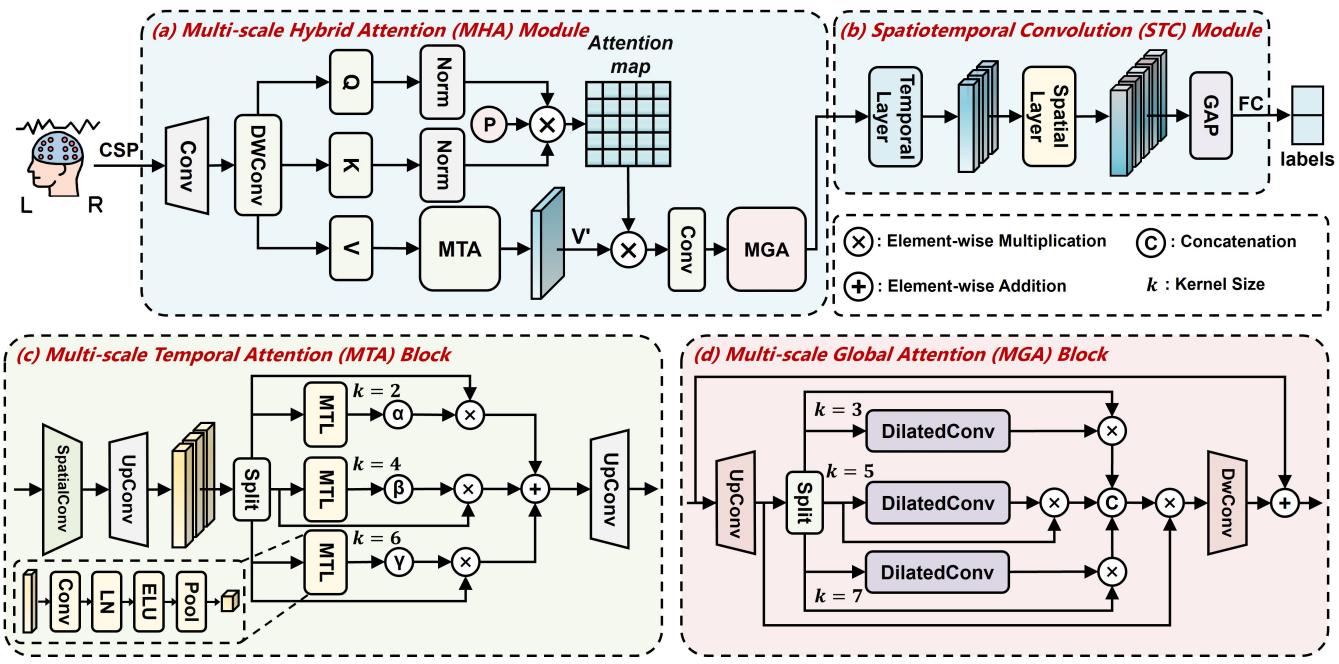 (a) Multi-scale Hybrid Attention (MHA) Module
Attention
map
Q
Norm
P
×
CSP
Conv
DWConv
K
Norm
L
R
V
MTA
V'
×
Conv
MGA
(b) Spatiotemporal Convolution (STC) Module
Temporal
Layer
Spatial
Layer
GAP
FC
labels
× : Element-wise Multiplication
C : Concatenation
+ : Element-wise Addition
k : Kernel Size
(c) Multi-scale Temporal Attention (MTA) Block
SpatialConv
UpConv
Split
MTL
k = 2
α
×
MTL
k = 4
β
×
+
UpConv
MTL
k = 6
γ
×
Conv
LN
ELU
Pool
(d) Multi-scale Global Attention (MGA) Block
UpConv
Split
k = 3
DilatedConv
×
k = 5
DilatedConv
×
C
×
DwConv
+
DilatedConv
×
k = 7